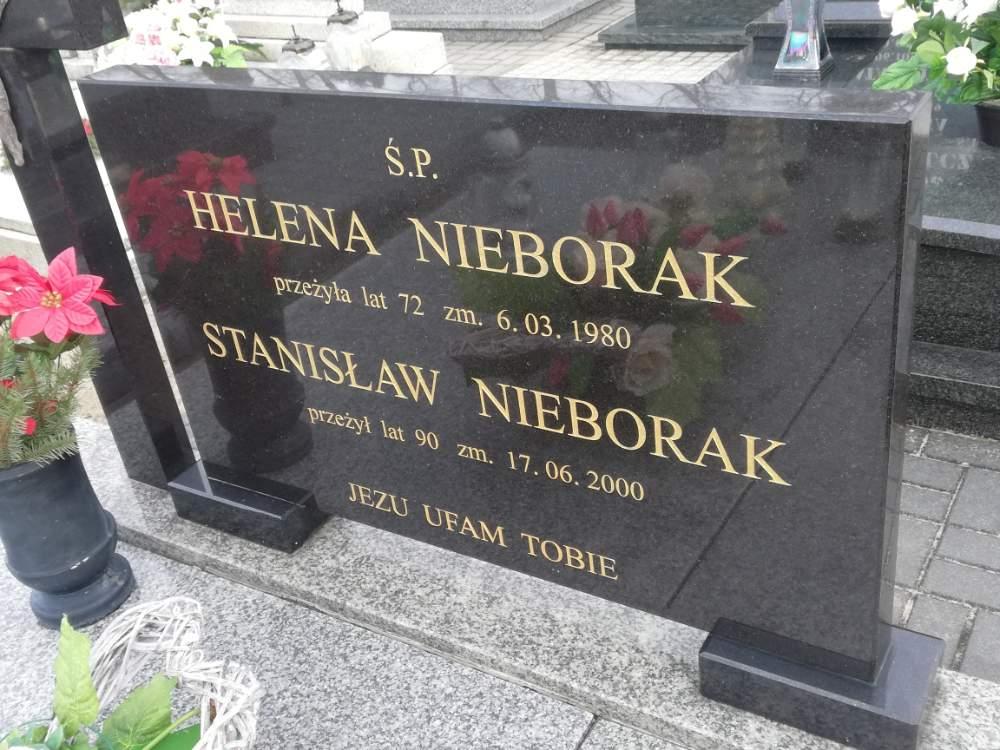 Ś.P.
HELENA NIEBORAK
przeżyła lat 72 zm. 6.03.1980
STANISŁAW NIEBORAK
przeżył lat 90 zm. 17.06.2000
JEZU UFAM TOBIE